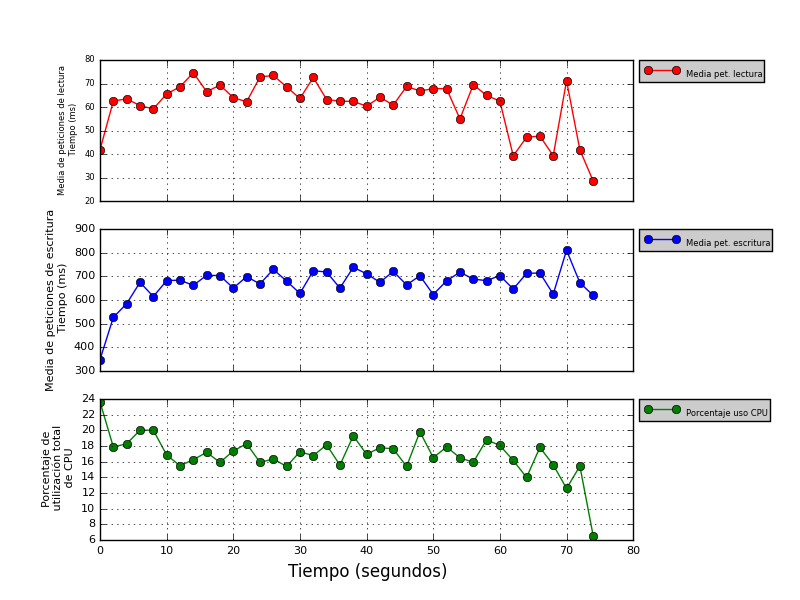 80
70
60
50
40
30
20
Media de peticiones de lectura
Tiempo (ms)
Media pet. lectura
900
800
700
600
500
400
300
Media de peticiones de escritura
Tiempo (ms)
Media pet. escritura
24
22
20
18
16
14
12
10
8
6
Porcentaje de
utilización total
de CPU
Porcentaje uso CPU
0 10 20 30 40 50 60 70 80
Tiempo (segundos)